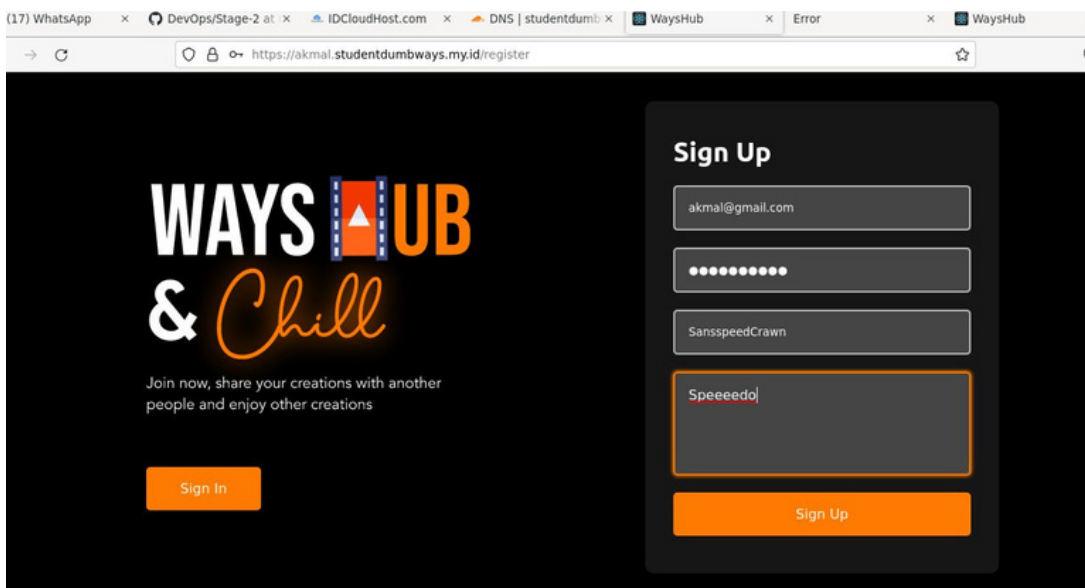 (17) WhatsApp
DevOps/Stage-2 at
IDCloudHost.com
DNS | studentdumb
WaysHub
Error
WaysHub
https://akmal.studentdumbways.my.id/register
WAYS HUB
& Chill
Join now, share your creations with another
people and enjoy other creations
Sign In
Sign Up
akmal@gmail.com
●●●●●●●●●●
SansspeedCrawn
Speeeedo
Sign Up